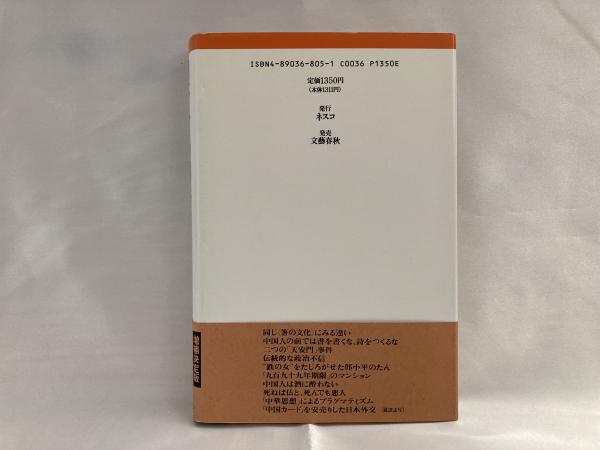 ISBN4-89036-805-1 C0036 P1350E
定価1350円
(本体1311円)
発行
ネスコ
発売
文藝春秋
増補決定版
同じ「箸の文化」にみる違い
中国人の前では書を書くな、詩をつくるな
二つの「天安門」事件
伝統的な政治不信
"鉄の女"をたじろがせた鄧小平のたん
「九百九十九年期限」のマンション
中国人は酒に酔わない
死ねば仏と、死んでも悪人
「中華思想」によるプラグマティズム
「中国カード」を安売りした日本外交 (目次より)